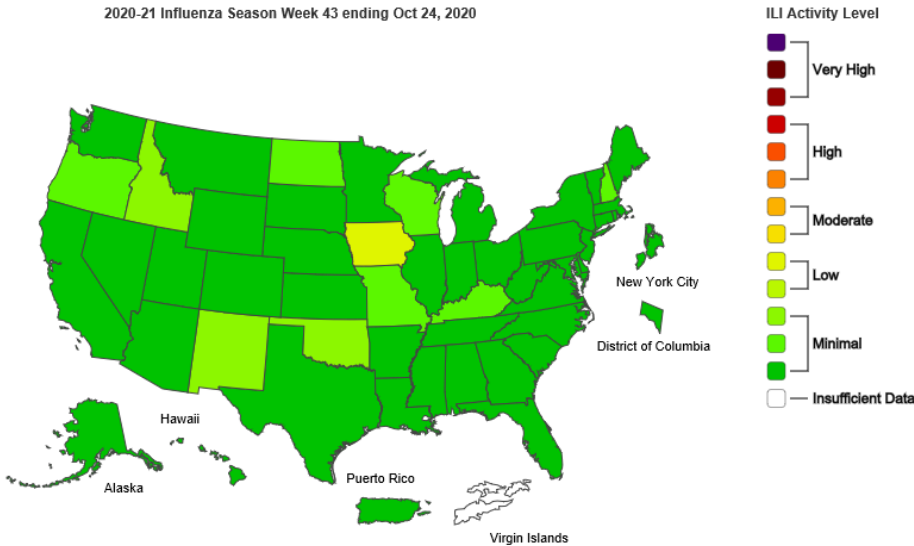 2020-21 Influenza Season Week 43 ending Oct 24, 2020
ILI Activity Level
Very High
High
Moderate
Low
Minimal
Insufficient Data
New York City
District of Columbia
Hawaii
Alaska
Puerto Rico
Virgin Islands